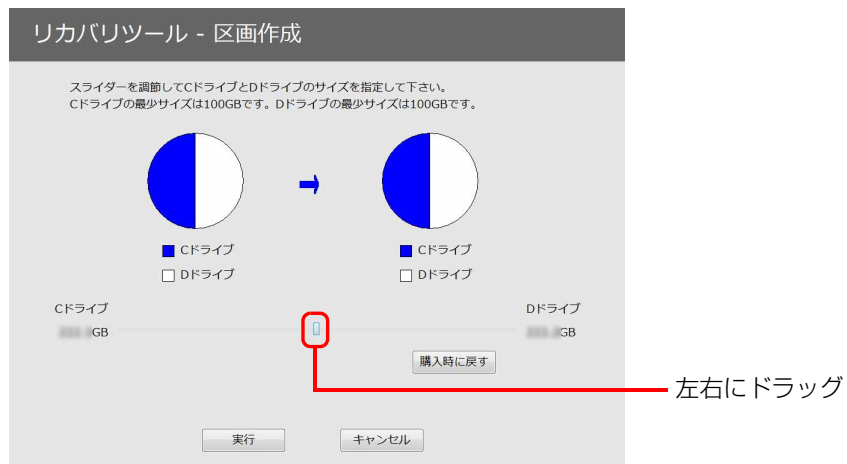 リカバリツール - 区画作成
スライダーを調節してCドライブとDドライブのサイズを指定して下さい。
Cドライブの最少サイズは100GBです。Dドライブの最少サイズは100GBです。
Cドライブ
Dドライブ
Cドライブ
Dドライブ
Cドライブ
GB
Dドライブ
GB
購入時に戻す
左右にドラッグ
実行
キャンセル